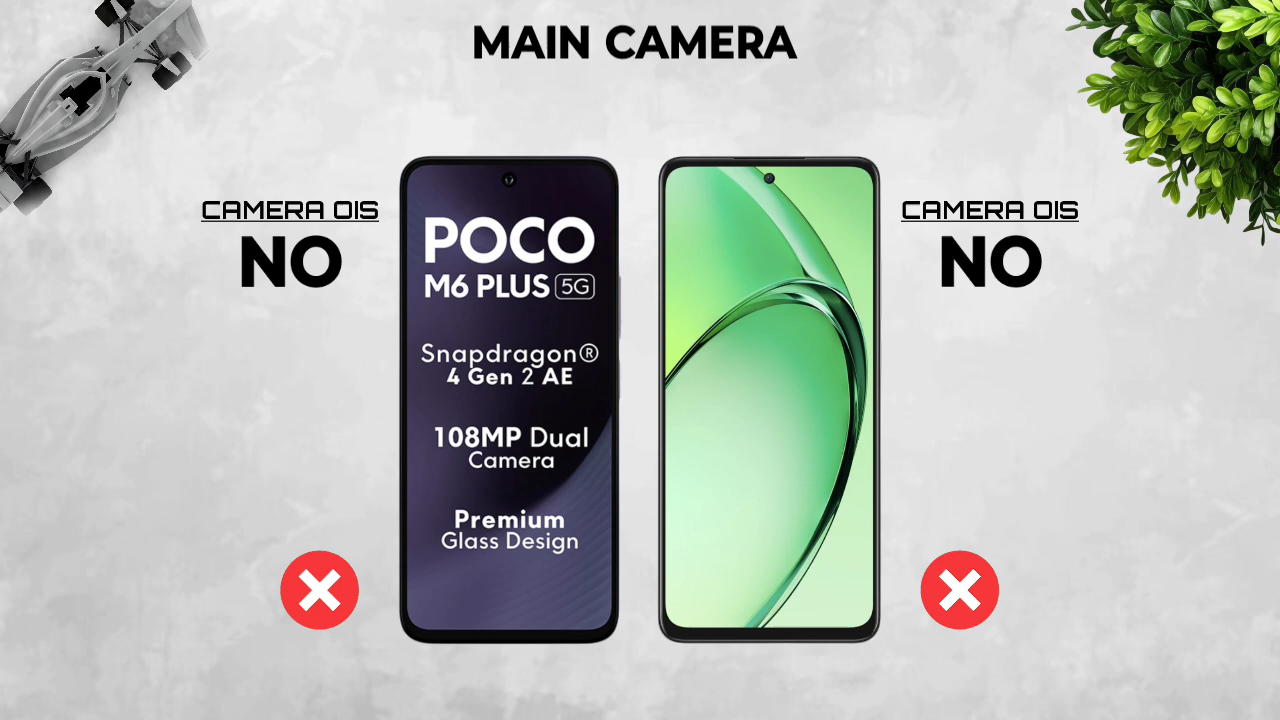 MAIN CAMERA
CAMERA OIS
NO
POCO
M6 PLUS 5G
Snapdragon®
4 Gen 2 AE
108MP Dual
Camera
Premium
Glass Design
CAMERA OIS
NO